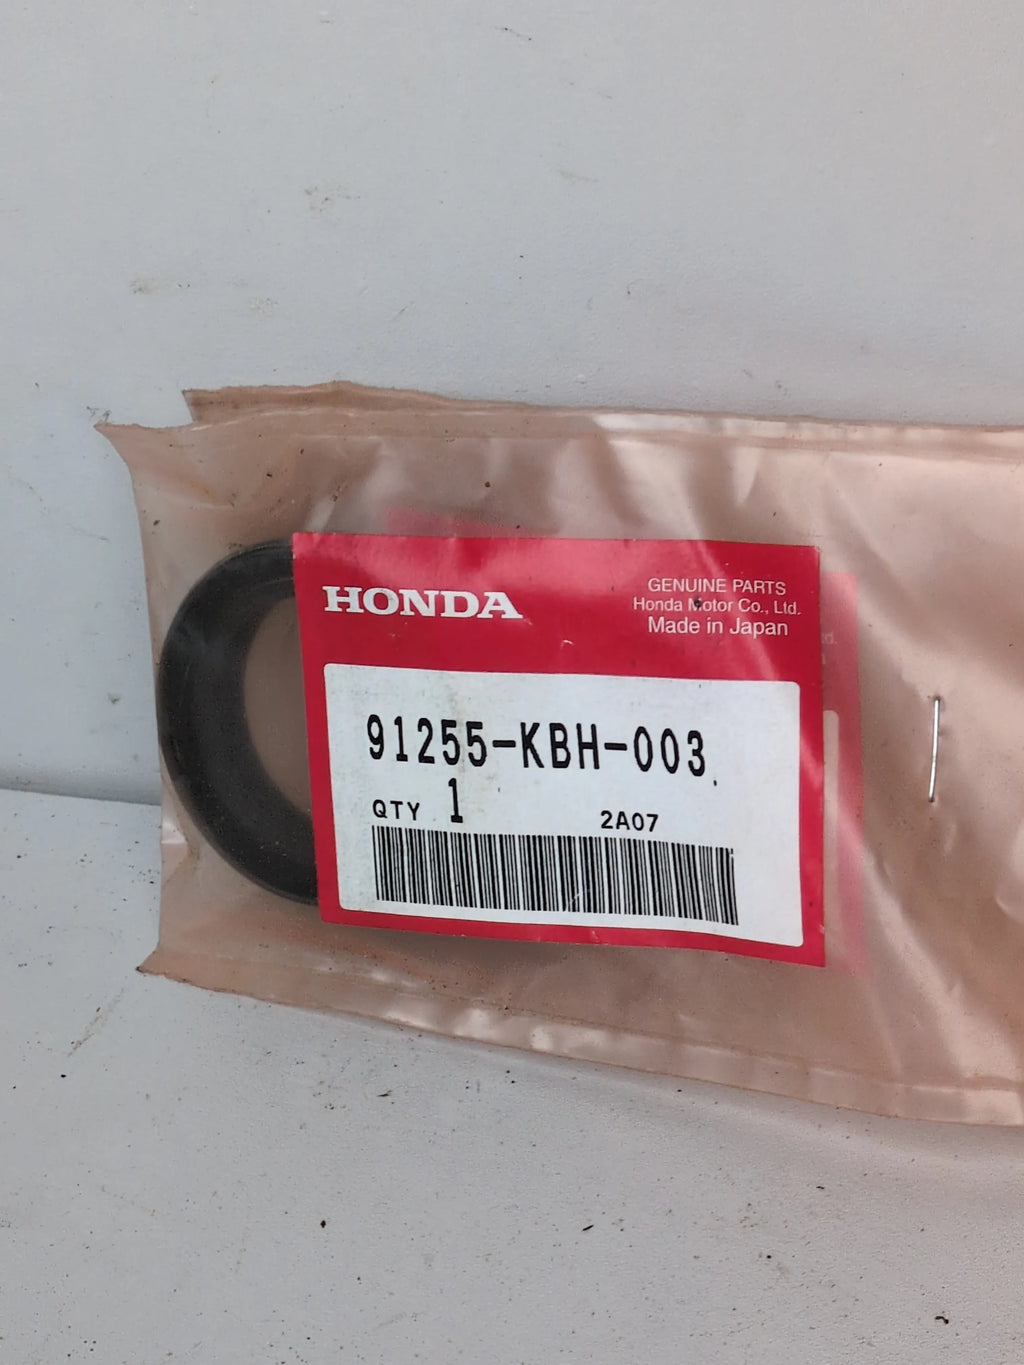 HONDA
GENUINE PARTS
Honda Motor Co., Ltd.
Made in Japan
91255-KBH-003
QTY 1 2A07